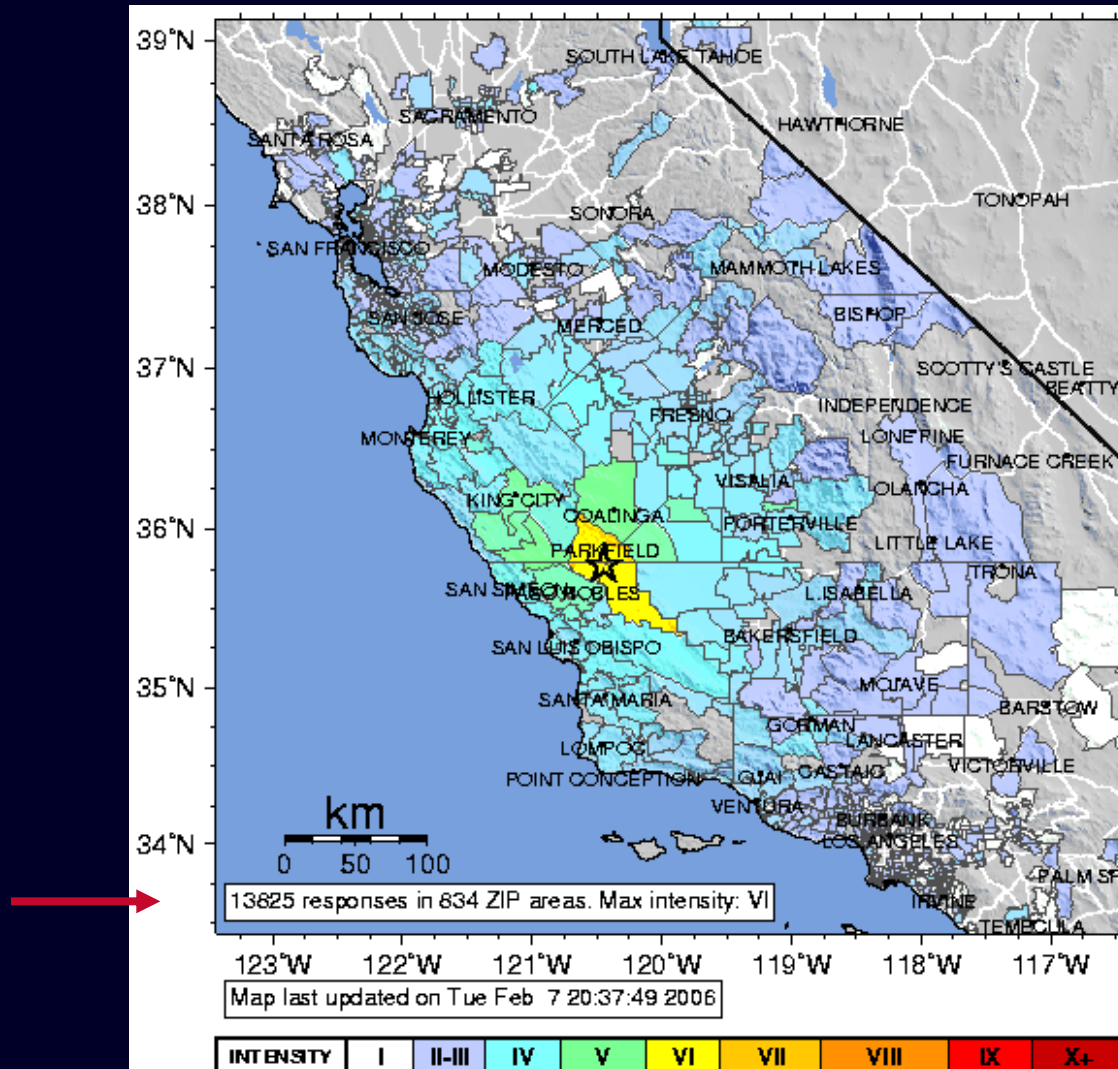 39°N
SOUTH LAKE TAHOE
SACRAMENTO
HAWTHORNE
SANTA ROSA
38°N
TONOPAH
SONORA
SAN FRANCISCO
MODESTO
MAMMOTH LAKES
SAN JOSE
MERCED
BISHOP
37°N
SCOTTY'S CASTLE
BEATTY
HOLLISTER
FRESNO
INDEPENDENCE
MONTEREY
LONE PINE
FURNACE CREEK
KING CITY
VISALIA
OLANCHA
36°N
COALINGA
PORTERVILLE
PARKFIELD
LITTLE LAKE
TRONA
SAN SIMEON
PASO ROBLES
L.ISABELLA
SAN LUIS OBISPO
BAKERSFIELD
35°N
SANTA MARIA
MOJAVE
BARSTOW
GORMAN
LANCASTER
LOMPOC
VICTORVILLE
POINT CONCEPTION
OJAI
CASTAIC
VENTURA
km
BURBANK
34°N
LOS ANGELES
0 50 100
PALM SP
13825 responses in 834 ZIP areas. Max intensity: VI
IRVINE
TEMECULA
123°W 122°W 121°W 120°W 119°W 118°W 117°W
Map last updated on Tue Feb 7 20:37:49 2006
INTENSITY I II-III IV V VI VII VIII IX X+